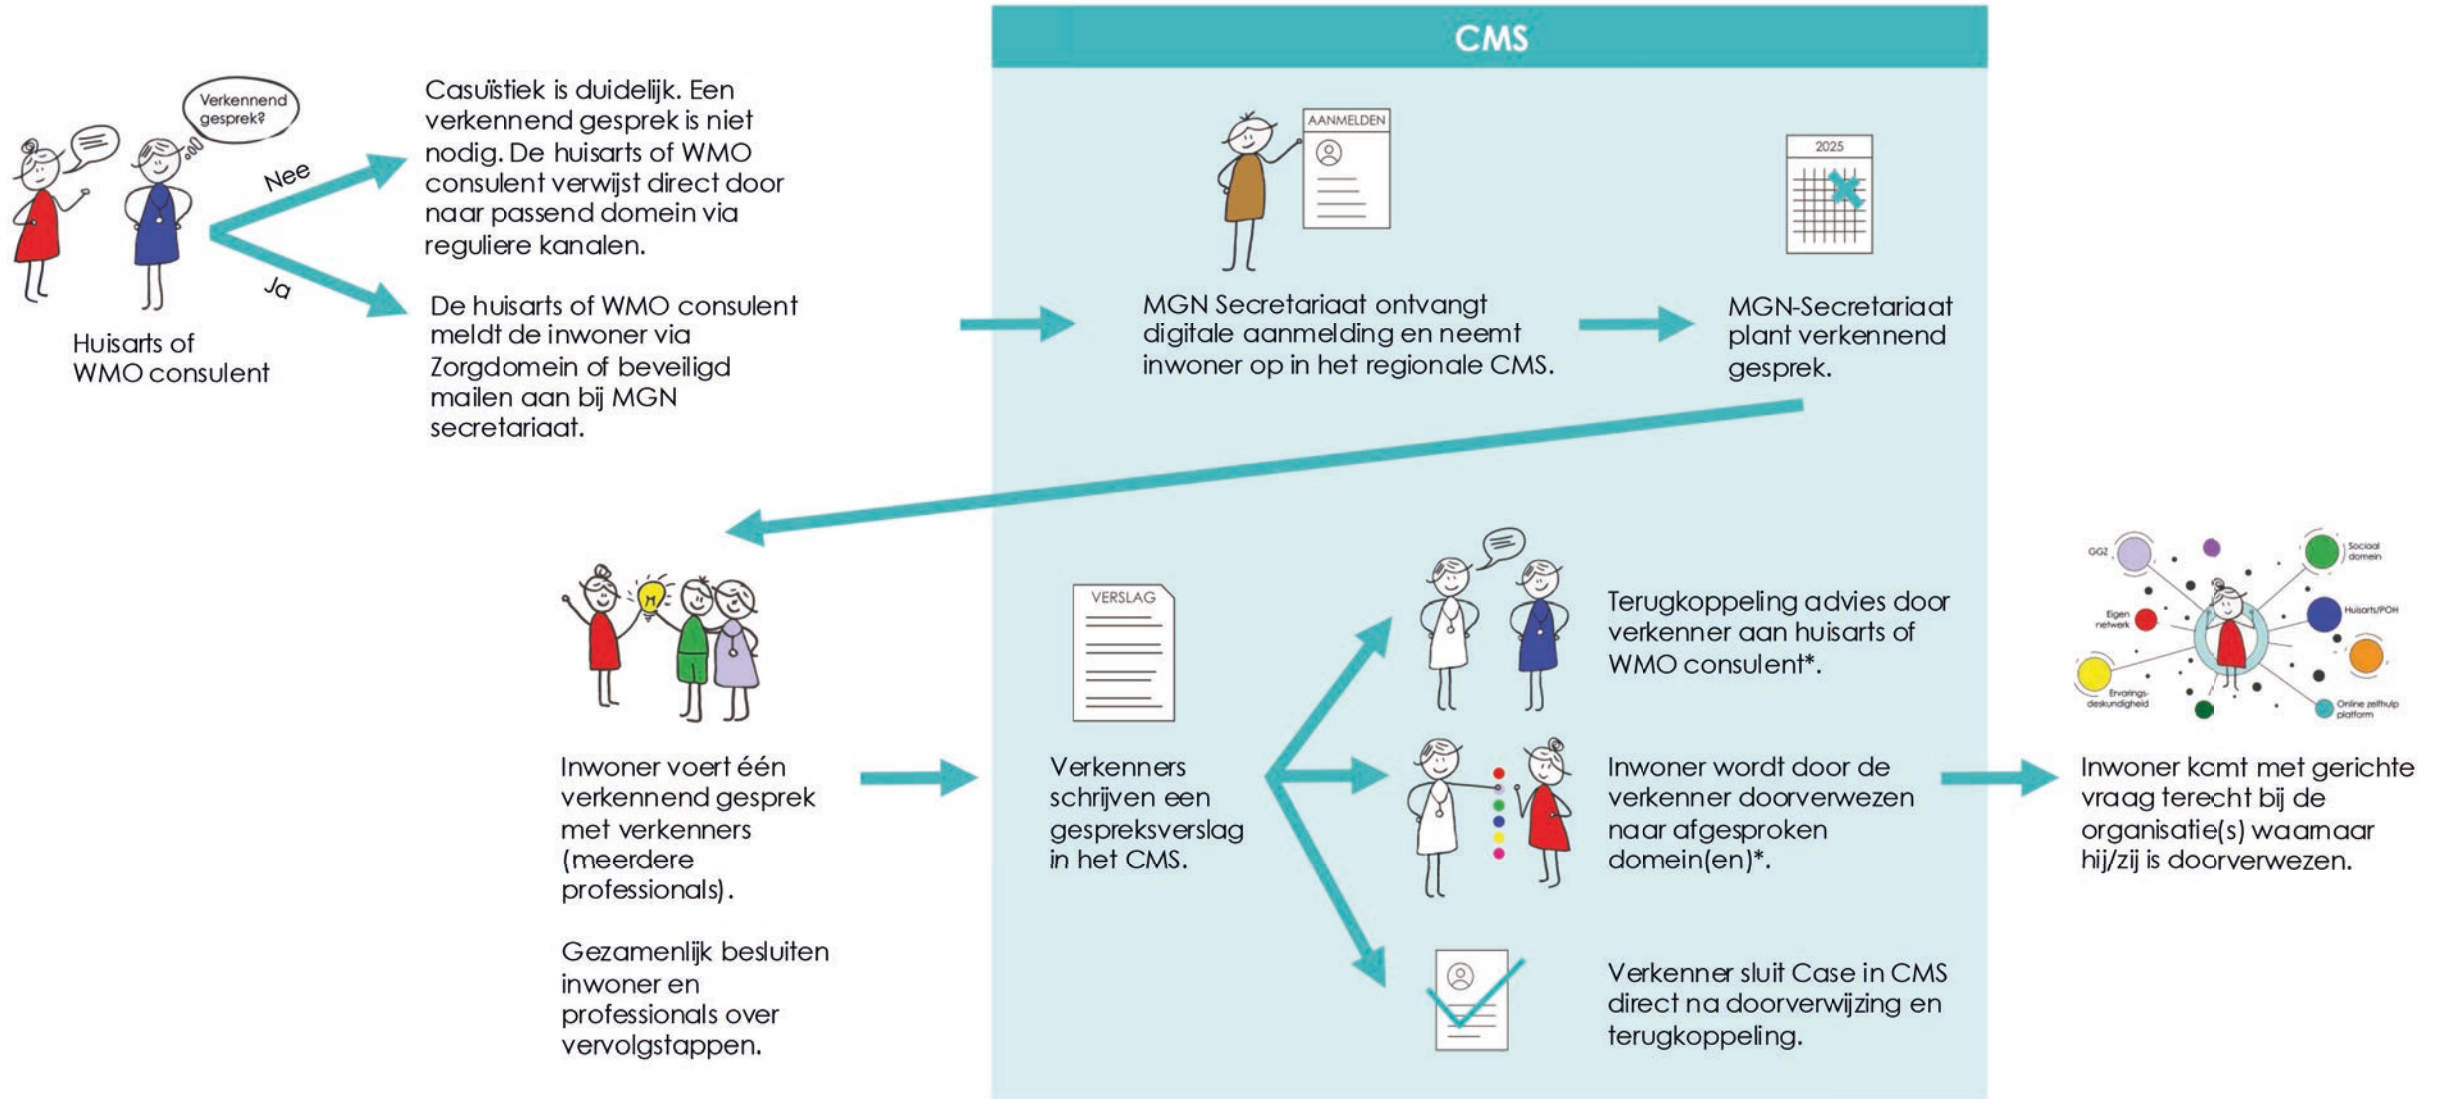 CMS
Verkennend
gesprek?
Nee
Ja
Huisarts of
WMO consulent
Casuïstiek is duidelijk. Een
verkennend gesprek is niet
nodig. De huisarts of WMO
consulent verwijst direct door
naar passend domein via
reguliere kanalen.
De huisarts of WMO consulent
meldt de inwoner via
Zorgdomein of beveiligd
mailen aan bij MGN
secretariaat.
AANMELDEN
MGN Secretariaat ontvangt
digitale aanmelding en neemt
inwoner op in het regionale CMS.
2025
MGN-Secretariaat
plant verkennend
gesprek.
Inwoner voert één
verkennend gesprek
met verkenners
(meerdere
professionals).
Gezamenlijk besluiten
inwoner en
professionals over
vervolgstappen.
VERSLAG
Verkenners
schrijven een
gespreksverslag
in het CMS.
Terugkoppeling advies door
verkenner aan huisarts of
WMO consulent*.
Inwoner wordt door de
verkenner doorverwezen
naar afgesproken
domein(en)*.
Verkenner sluit Case in CMS
direct na doorverwijzing en
terugkoppeling.
GGZ
Sociaal
domein
Eigen
netwerk
Huisarts/POH
Ervarings-
deskundigheid
Online zelfhulp
platform
Inwoner komt met gerichte
vraag terecht bij de
organisatie(s) waarnaar
hij/zij is doorverwezen.